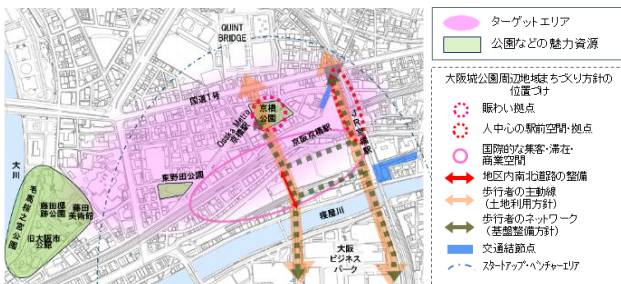 QUINT
BRIDGE
国道1号
Osaka Metro
京橋駅
京橋
公園
京阪京橋駅
JR京橋駅
東野田公園
大川
毛馬桜之宮公園
藤田邸
跡公園
藤田
美術館
旧大阪市
公館
寝屋川
大阪
ビジネス
パーク
ターゲットエリア
公園などの魅力資源
大阪城公園周辺地域まちづくり方針の
位置づけ
賑わい拠点
人中心の駅前空間・拠点
国際的な集客・滞在・
商業空間
地区内南北道路の整備
歩行者の主動線
(土地利用方針)
歩行者のネットワーク
(基盤整備方針)
交通結節点
スタートアップ・ベンチャーエリア